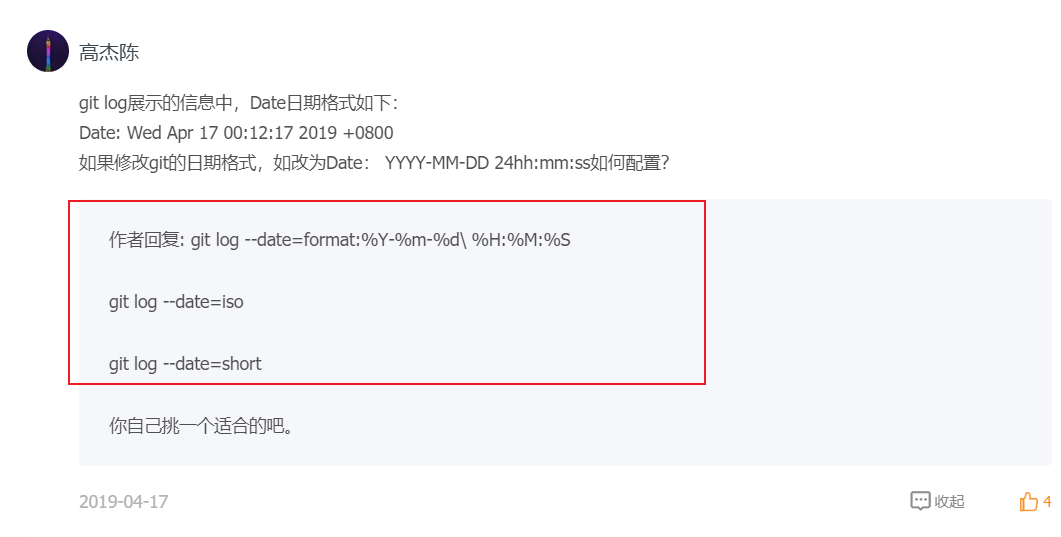 高杰陈
git log展示的信息中，Date日期格式如下：
Date: Wed Apr 17 00:12:17 2019 +0800
如果修改git的日期格式，如改为Date： YYYY-MM-DD 24hh:mm:ss如何配置？
作者回复: git log --date=format:%Y-%m-%d\ %H:%M:%S
git log --date=iso
git log --date=short
你自己挑一个适合的吧。
2019-04-17
收起
4